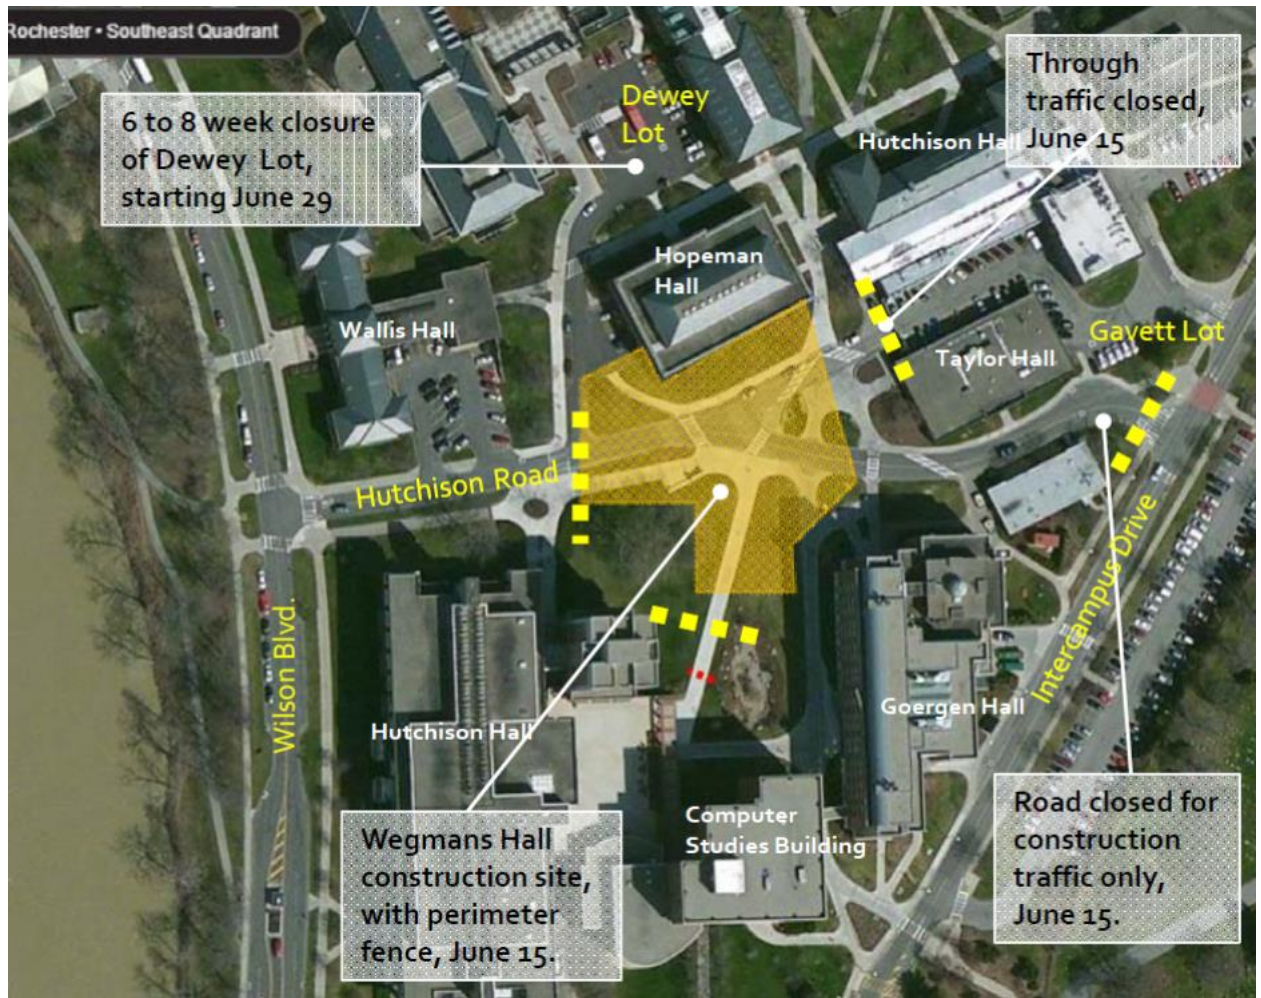 Rochester • Southeast Quadrant
Through
traffic closed,
June 15
Dewey
Lot
6 to 8 week closure
of Dewey Lot,
starting June 29
Hutchison Hall
Hopeman
Hall
Wallis Hall
Gavett Lot
Taylor Hall
Hutchison Road
Intercampus Drive
Wilson Blvd.
Goergen Hall
Hutchison Hall
Computer
Studies Building
Road closed for
construction
traffic only,
June 15.
Wegmans Hall
construction site,
with perimeter
fence, June 15.